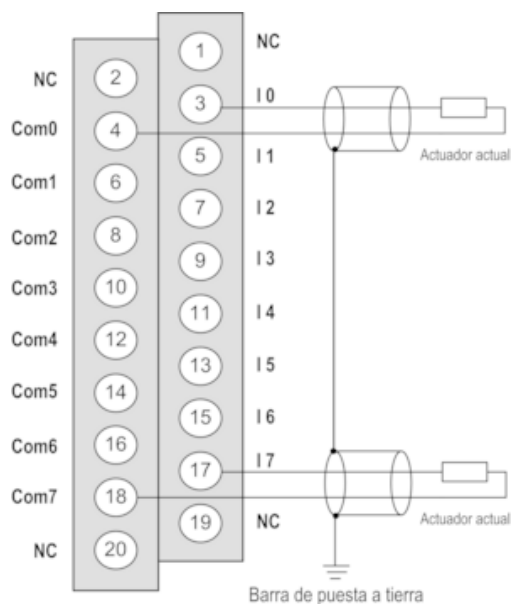 1 NC
NC 2
3 I 0
Com0 4
Actuador actual
5 I 1
Com1 6
7 I 2
Com2 8
9 I 3
Com3 10
11 I 4
Com4 12
13 I 5
Com5 14
15 I 6
Com6 16
17 I 7
Com7 18
Actuador actual
19 NC
NC 20
Barra de puesta a tierra